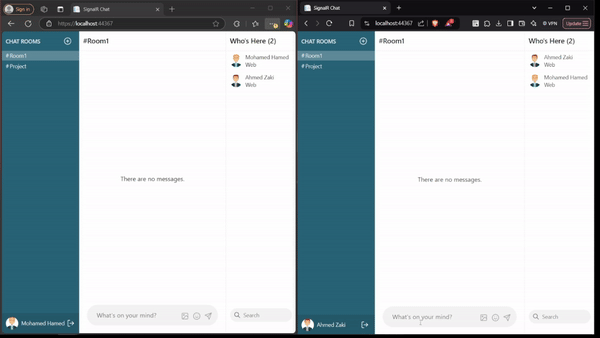 Sign in
SignalR Chat
https://localhost:44367
CHAT ROOMS
#Room1
#Project
#Room1
There are no messages.
What's on your mind?
Who's Here (2)
Mohamed Hamed
Web
Ahmed Zaki
Web
Search
Mohamed Hamed
SignalR Chat
localhost:44367
VPN
Update
CHAT ROOMS
#Room1
#Project
#Room1
There are no messages.
What's on your mind?
Who's Here (2)
Ahmed Zaki
Web
Mohamed Hamed
Web
Search
Ahmed Zaki